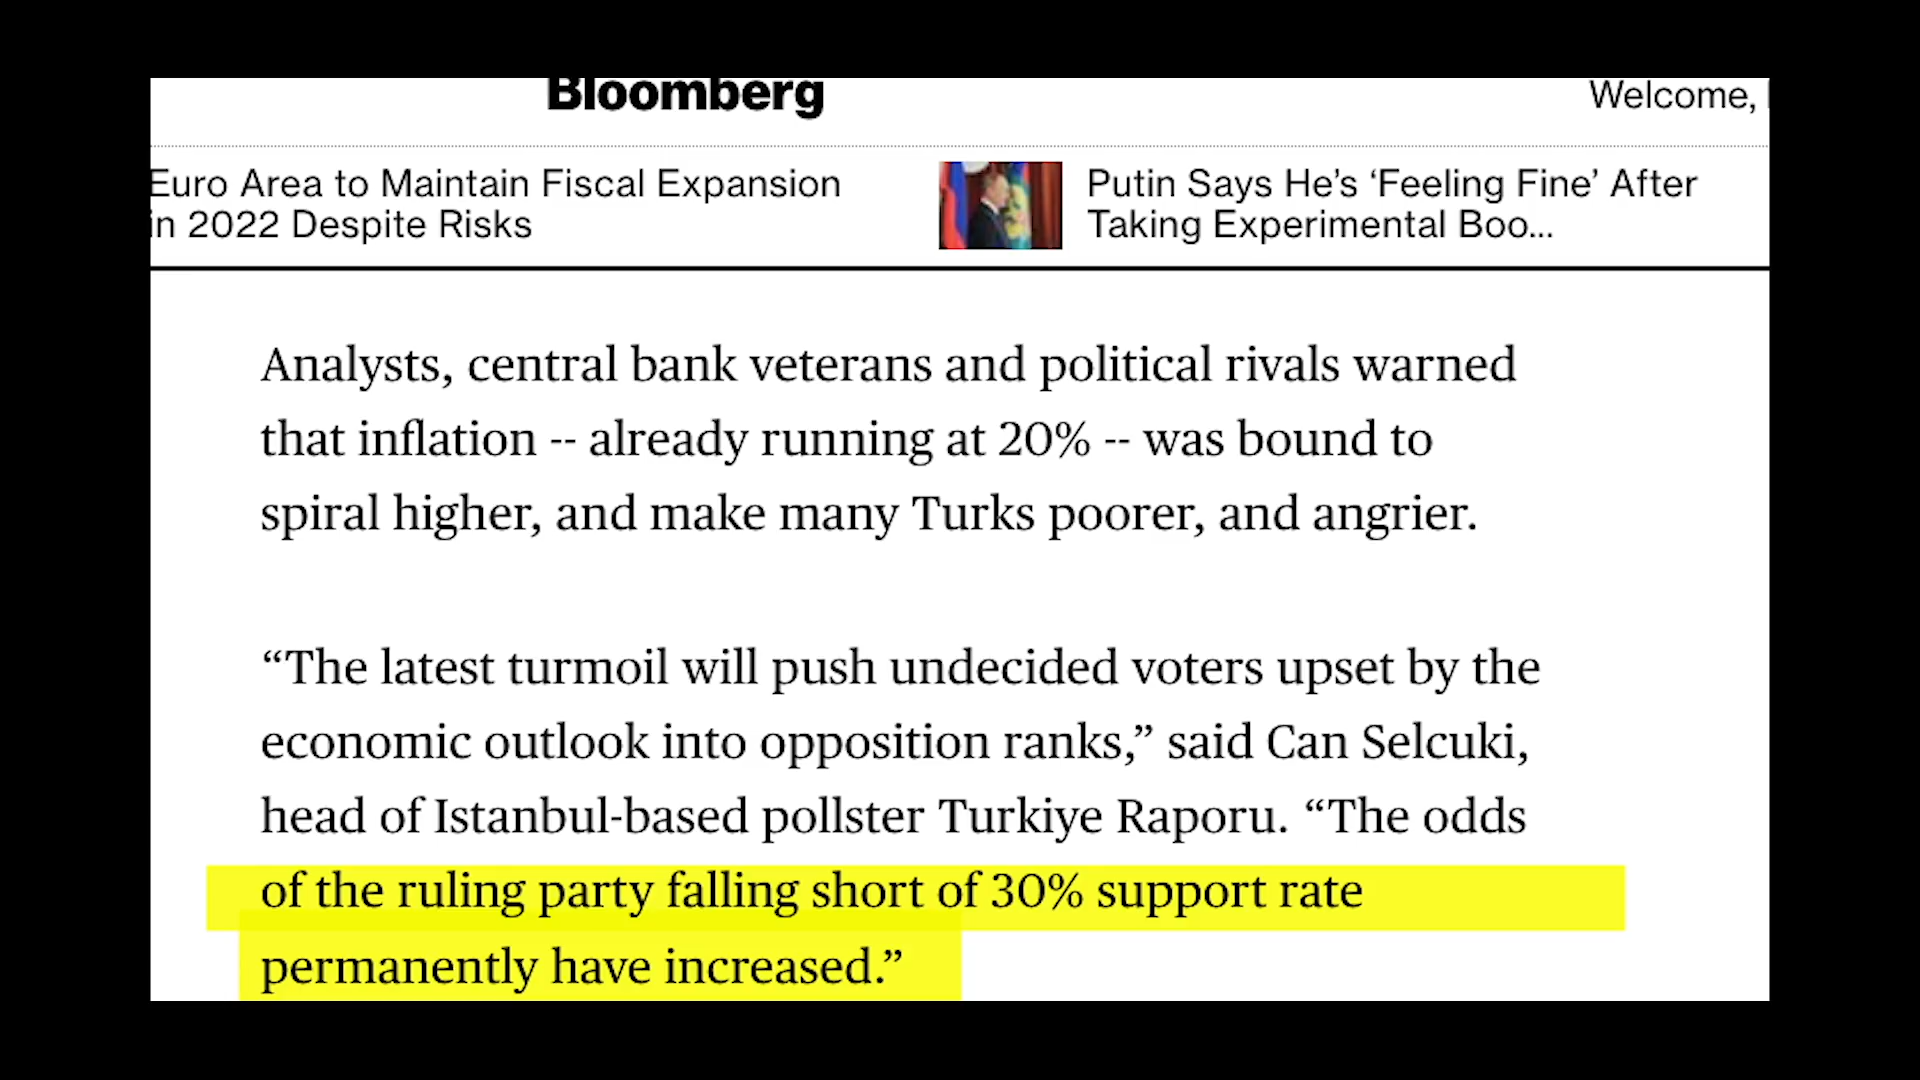 Bloomberg
Welcome,
Euro Area to Maintain Fiscal Expansion
in 2022 Despite Risks
Putin Says He’s ‘Feeling Fine’ After
Taking Experimental Boo...
Analysts, central bank veterans and political rivals warned
that inflation -- already running at 20% -- was bound to
spiral higher, and make many Turks poorer, and angrier.
“The latest turmoil will push undecided voters upset by the
economic outlook into opposition ranks,” said Can Selcuki,
head of Istanbul-based pollster Turkiye Raporu. “The odds
of the ruling party falling short of 30% support rate
permanently have increased.”